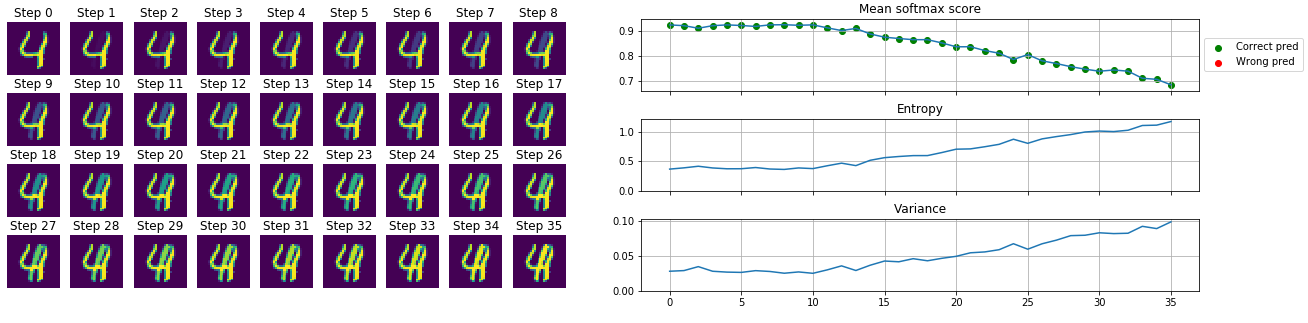 Step 0 Step 1 Step 2 Step 3 Step 4 Step 5 Step 6 Step 7 Step 8
Step 9 Step 10 Step 11 Step 12 Step 13 Step 14 Step 15 Step 16 Step 17
Step 18 Step 19 Step 20 Step 21 Step 22 Step 23 Step 24 Step 25 Step 26
Step 27 Step 28 Step 29 Step 30 Step 31 Step 32 Step 33 Step 34 Step 35
Mean softmax score
0.9
0.8
0.7
Correct pred
Wrong pred
Entropy
1.0
0.5
0.0
Variance
0.10
0.05
0.00
0 5 10 15 20 25 30 35